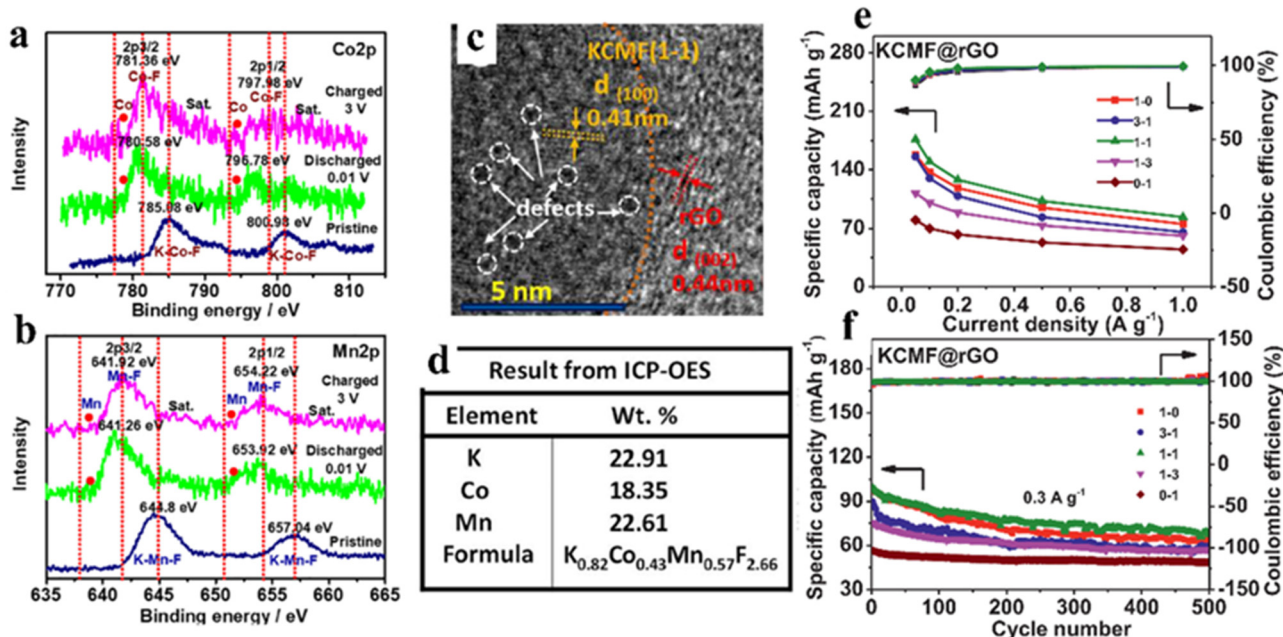 a
Co2p
2p3/2
781.36 eV
Co-F
2p1/2
797.98 eV
Co-F
Co
Sat.
Co
Sat.
Charged
3 V
780.58 eV
796.78 eV
Discharged
0.01 V
785.08 eV
800.98 eV
Pristine
K-Co-F
K-Co-F
Intensity
770 780 790 800 810
Binding energy / eV
b
Mn2p
2p3/2
641.92 eV
Mn-F
2p1/2
654.22 eV
Mn-F
Mn
Sat.
Mn
Sat.
Charged
3 V
641.26 eV
653.92 eV
Discharged
0.01 V
644.8 eV
657.04 eV
Pristine
K-Mn-F
K-Mn-F
Intensity
635 640 645 650 655 660 665
Binding energy / eV
c
KCMF(1-1)
d (100)
0.41nm
defects
rGO
d (002)
0.44nm
5 nm
d
Result from ICP-OES
Element Wt. %
K 22.91
Co 18.35
Mn 22.61
Formula K0.82Co0.43Mn0.57F2.66
e
KCMF@rGO
280
210
140
70
0
Specific capacity (mAh g-1)
100
50
0
-50
Coulombic efficiency (%)
1-0
3-1
1-1
1-3
0-1
0.0 0.2 0.4 0.6 0.8 1.0
Current density (A g-1)
f
KCMF@rGO
180
150
120
90
60
30
Specific capacity (mAh g-1)
150
100
50
0
-50
-100
-150
Coulombic efficiency (%)
1-0
3-1
1-1
1-3
0-1
0.3 A g-1
0 100 200 300 400 500
Cycle number